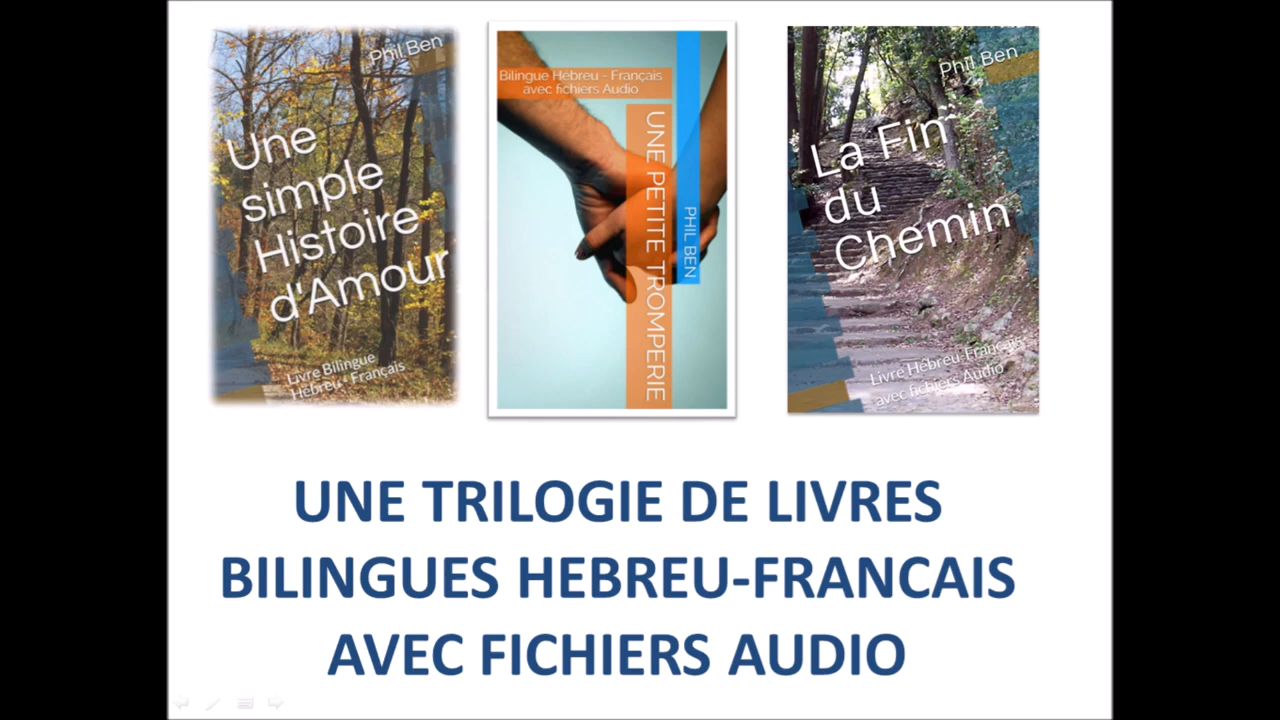 Phil Ben
Une
simple
Histoire
d'Amour
Livre Bilingue
Hébreu - Français
Bilingue Hébreu - Français
avec fichiers Audio
UNE PETITE TROMPERIE
PHIL BEN
Phil Ben
La Fin
du
Chemin
Livre Hébreu-Français
avec fichiers Audio
UNE TRILOGIE DE LIVRES
BILINGUES HEBREU-FRANCAIS
AVEC FICHIERS AUDIO